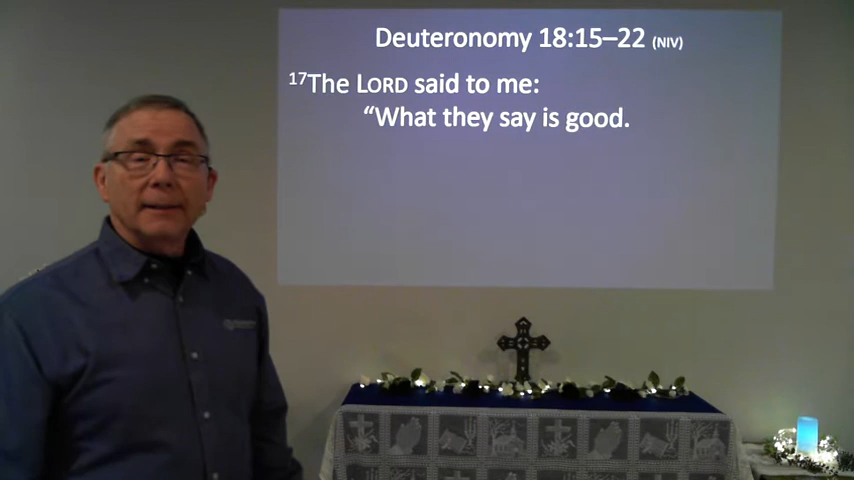 Deuteronomy 18:15–22 (NIV)
17The LORD said to me:
“What they say is good.